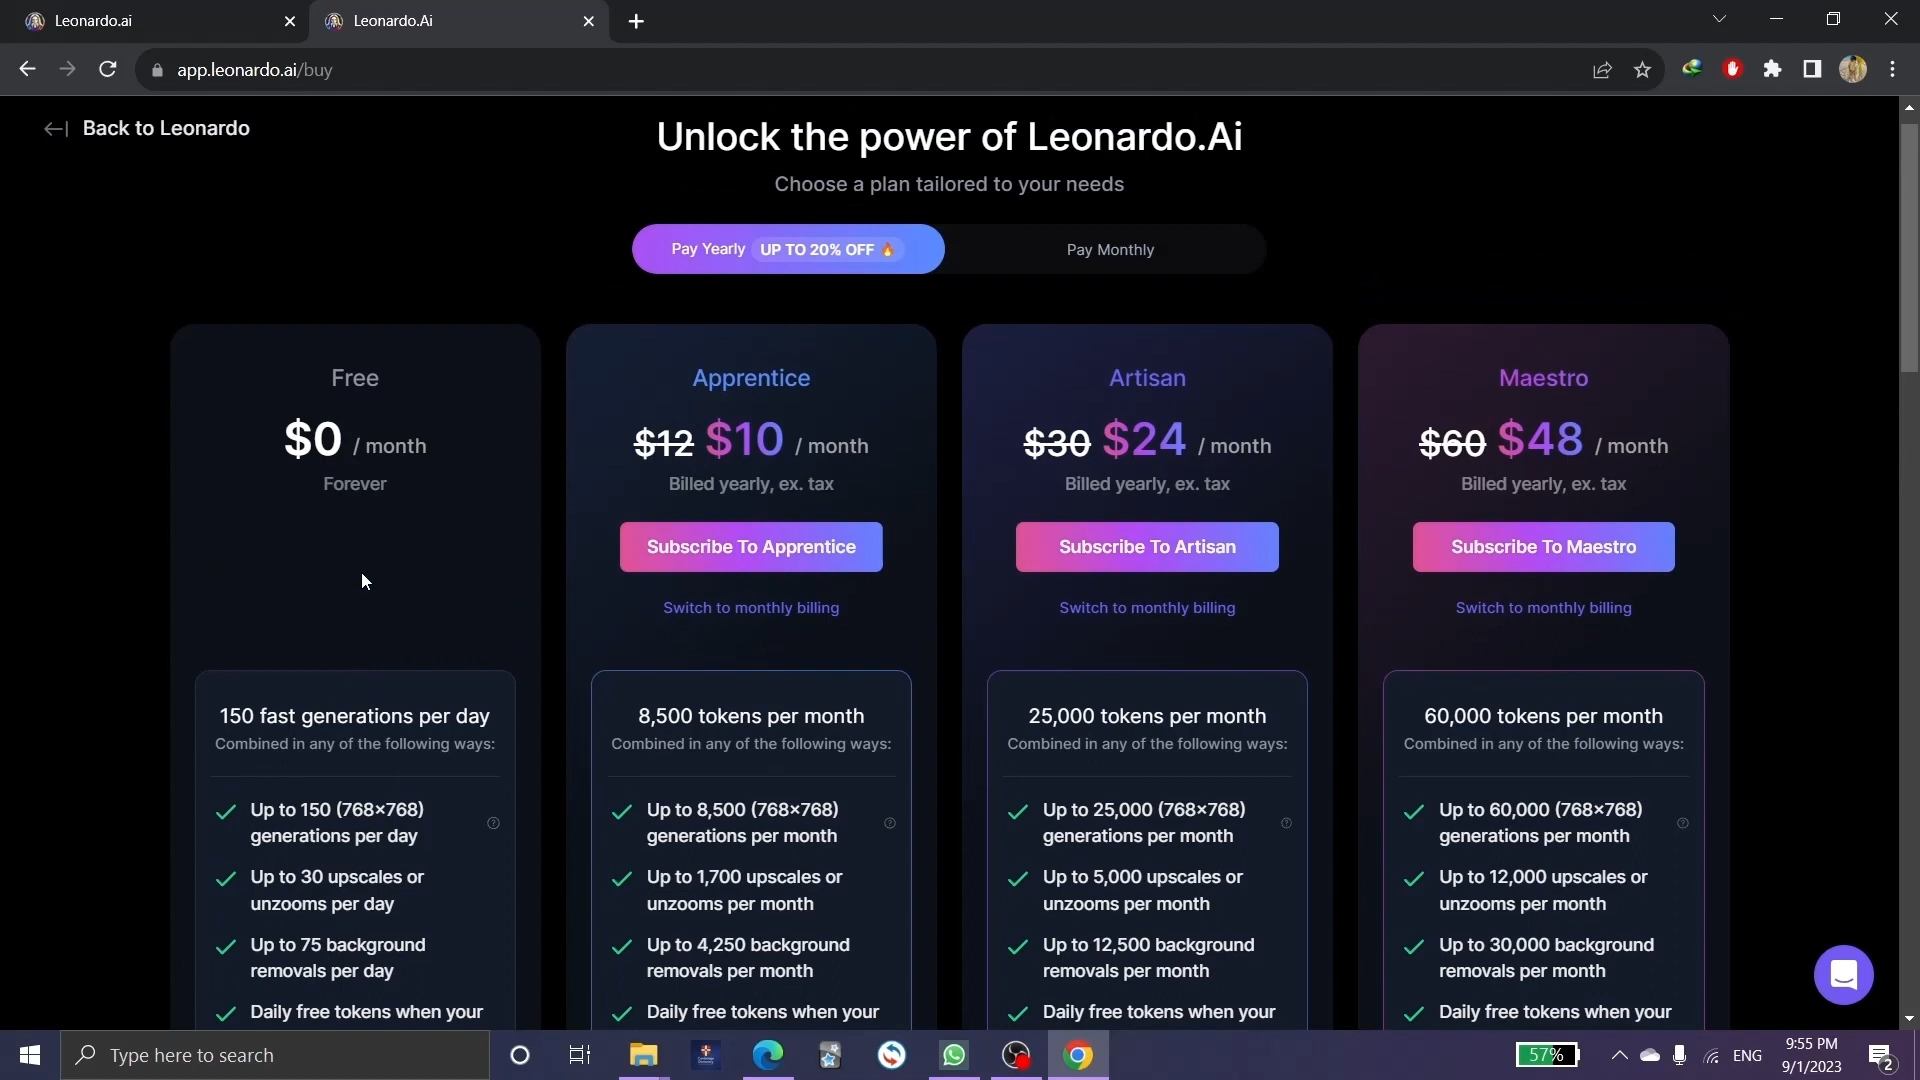 Leonardo.ai
Leonardo.Ai
app.leonardo.ai/buy
Back to Leonardo
Unlock the power of Leonardo.Ai
Choose a plan tailored to your needs
Pay Yearly UP TO 20% OFF 🔥
Pay Monthly
Free
$0 / month
Forever
150 fast generations per day
Combined in any of the following ways:
Up to 150 (768×768)
generations per day
Up to 30 upscales or
unzooms per day
Up to 75 background
removals per day
Daily free tokens when your
Apprentice
$12 $10 / month
Billed yearly, ex. tax
Subscribe To Apprentice
Switch to monthly billing
8,500 tokens per month
Combined in any of the following ways:
Up to 8,500 (768×768)
generations per month
Up to 1,700 upscales or
unzooms per month
Up to 4,250 background
removals per month
Daily free tokens when your
Artisan
$30 $24 / month
Billed yearly, ex. tax
Subscribe To Artisan
Switch to monthly billing
25,000 tokens per month
Combined in any of the following ways:
Up to 25,000 (768×768)
generations per month
Up to 5,000 upscales or
unzooms per month
Up to 12,500 background
removals per month
Daily free tokens when your
Maestro
$60 $48 / month
Billed yearly, ex. tax
Subscribe To Maestro
Switch to monthly billing
60,000 tokens per month
Combined in any of the following ways:
Up to 60,000 (768×768)
generations per month
Up to 12,000 upscales or
unzooms per month
Up to 30,000 background
removals per month
Daily free tokens when your
Type here to search
57%
ENG
9:55 PM
9/1/2023
2